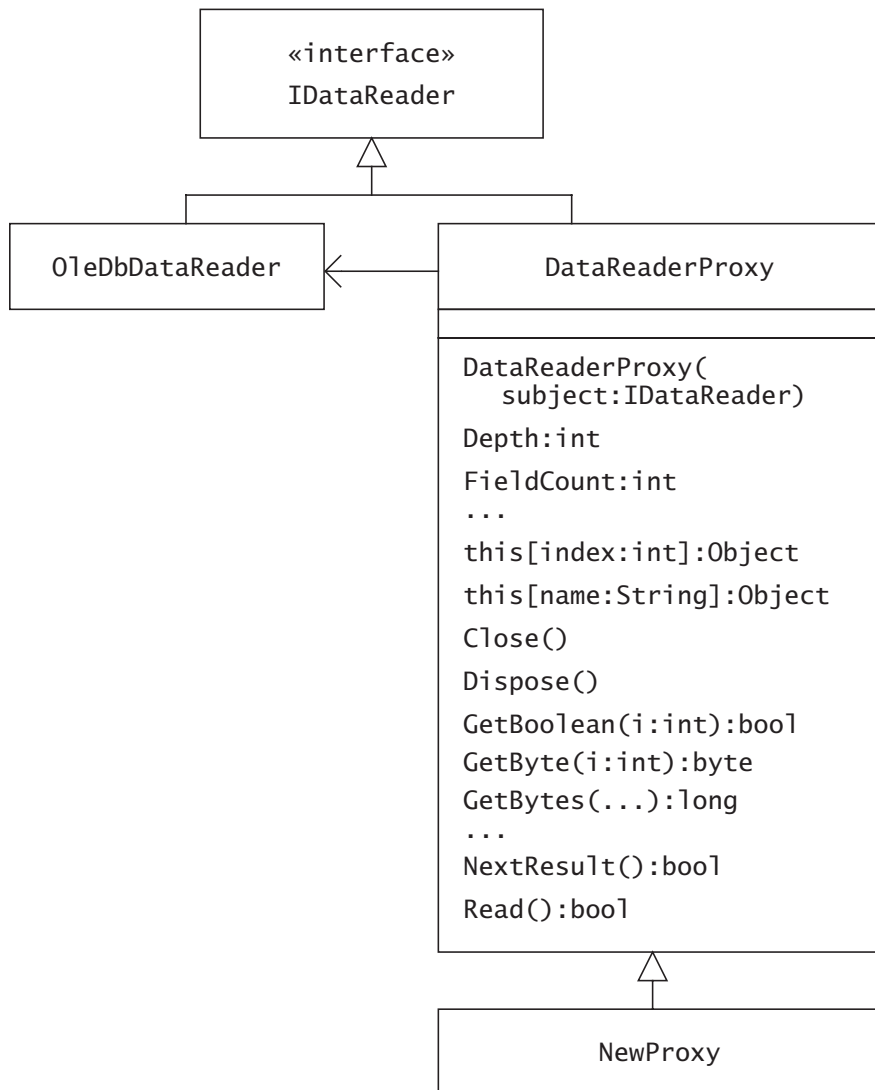 «interface»
IDataReader
OleDbDataReader
DataReaderProxy
DataReaderProxy(
subject:IDataReader)
Depth:int
FieldCount:int
...
this[index:int]:Object
this[name:String]:Object
Close()
Dispose()
GetBoolean(i:int):bool
GetByte(i:int):byte
GetBytes(...):long
...
NextResult():bool
Read():bool
NewProxy